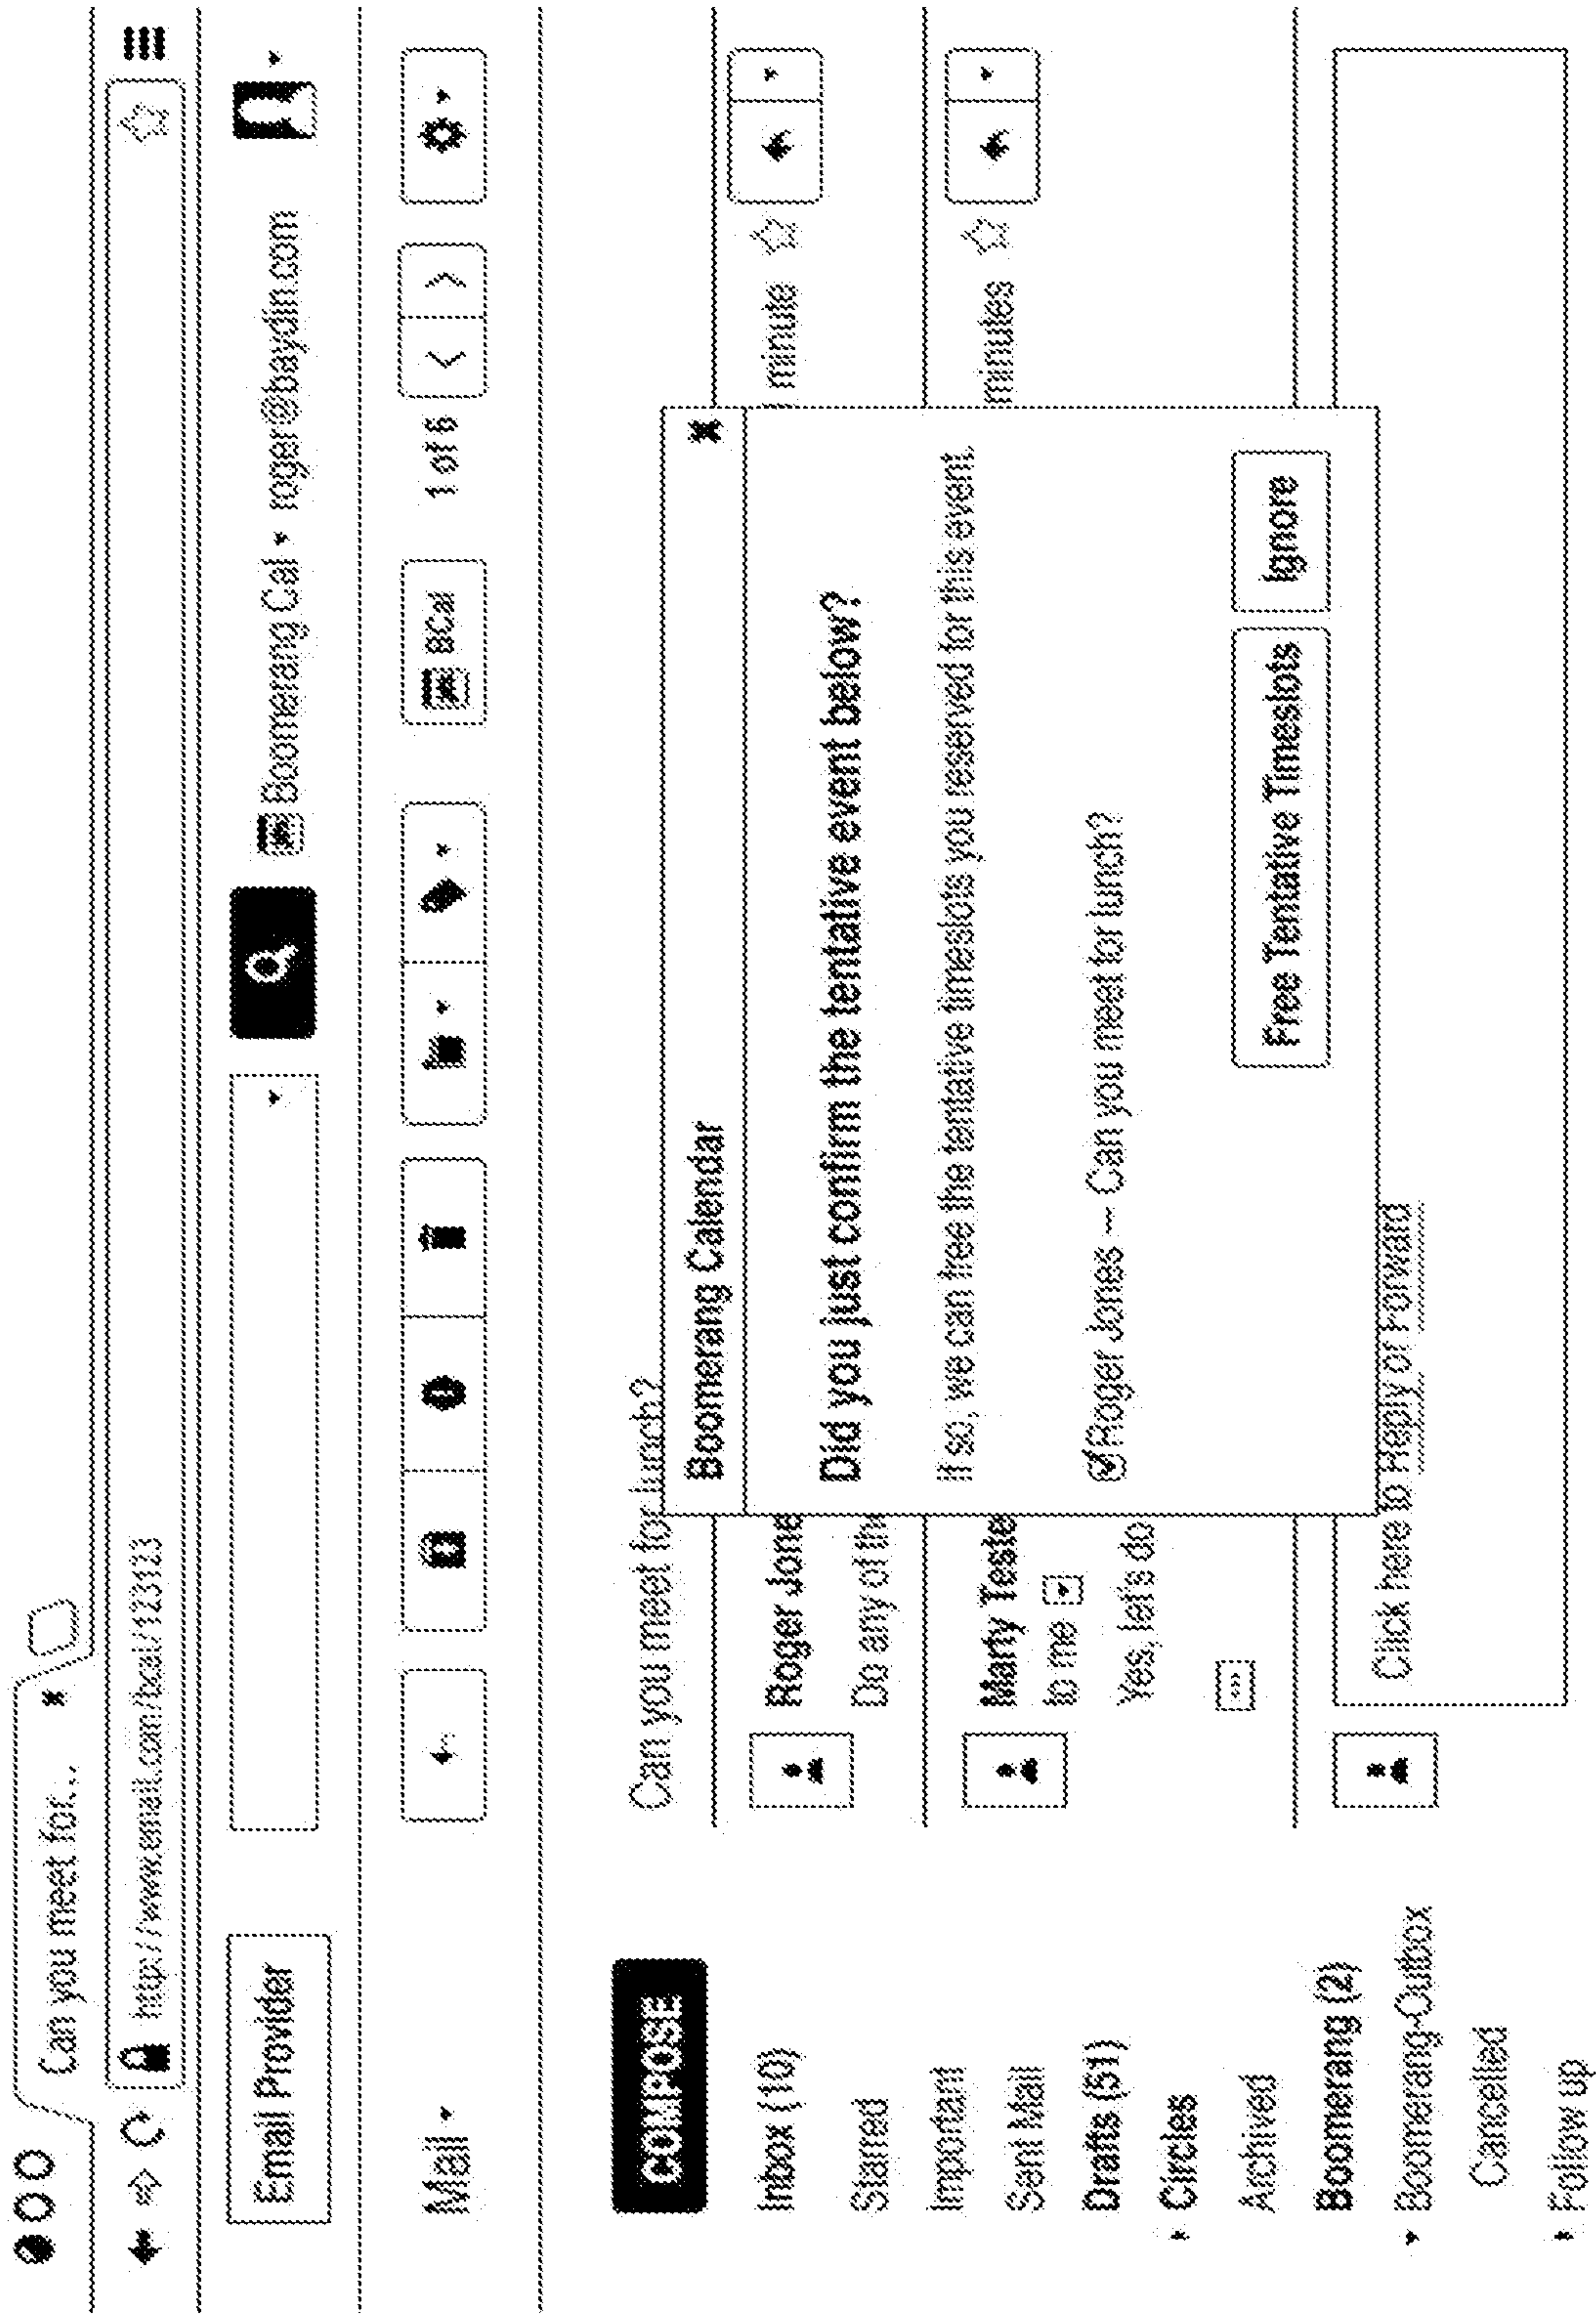 Can you meet for...
http://www.email.com/bcal/123123
Email Provider
Boomerang Cal
roger@baydin.com
Mail
BCal
1 of 6
COMPOSE
Inbox (10)
Starred
Important
Sent Mail
Drafts (51)
Circles
Archived
Boomerang (2)
Boomerang-Outbox
Cancelled
Follow up
Can you meet for lunch?
Roger Jone
minute
Do any of the
Marty Teste
minutes
to me
Yes, let's do
Boomerang Calendar
Did you just confirm the tentative event below?
If so, we can free the tentative timeslots you reserved for this event.
Roger Jones -- Can you meet for lunch?
Free Tentative Timeslots
Ignore
Click here to Reply or Forward